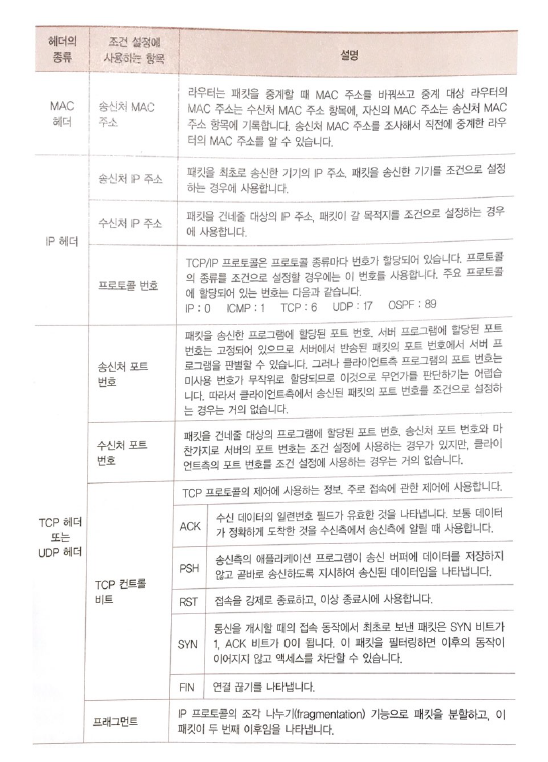 헤더의
종류
조건 설정에
사용하는 항목
설명
MAC
헤더
송신처 MAC
주소
라우터는 패킷을 중계할 때 MAC 주소를 바꿔쓰고 중계 대상 라우터의
MAC 주소는 수신처 MAC 주소 항목에, 자신의 MAC 주소는 송신처 MAC
주소 항목에 기록합니다. 송신처 MAC 주소를 조사해서 직전에 중계한 라우
터의 MAC 주소를 알 수 있습니다.
IP 헤더
송신처 IP 주소
패킷을 최초로 송신한 기기의 IP 주소. 패킷을 송신한 기기를 조건으로 설정
하는 경우에 사용합니다.
수신처 IP 주소
패킷을 건네줄 대상의 IP 주소. 패킷이 갈 목적지를 조건으로 설정하는 경우
에 사용합니다.
프로토콜 번호
TCP/IP 프로토콜은 프로토콜 종류마다 번호가 할당되어 있습니다. 프로토콜
의 종류를 조건으로 설정할 경우에는 이 번호를 사용합니다. 주요 프로토콜
에 할당되어 있는 번호는 다음과 같습니다.
IP : 0 ICMP : 1 TCP : 6 UDP : 17 OSPF : 89
TCP 헤더
또는
UDP 헤더
송신처 포트
번호
패킷을 송신한 프로그램에 할당된 포트 번호. 서버 프로그램에 할당된 포트
번호는 고정되어 있으므로 서버에서 반송된 패킷의 포트 번호에서 서버 프
로그램을 판별할 수 있습니다. 그러나 클라이언트측 프로그램의 포트 번호는
미사용 번호가 무작위로 할당되므로 이것으로 무언가를 판단하기는 어렵습
니다. 따라서 클라이언트측에서 송신된 패킷의 포트 번호를 조건으로 설정하
는 경우는 거의 없습니다.
수신처 포트
번호
패킷을 건네줄 대상의 프로그램에 할당된 포트 번호. 송신처 포트 번호와 마
찬가지로 서버의 포트 번호는 조건 설정에 사용하는 경우가 있지만, 클라이
언트측의 포트 번호를 조건 설정에 사용하는 경우는 거의 없습니다.
TCP 컨트롤
비트
TCP 프로토콜의 제어에 사용하는 정보. 주로 접속에 관한 제어에 사용합니다.
ACK
수신 데이터의 일련번호 필드가 유효한 것을 나타냅니다. 보통 데이터
가 정확하게 도착한 것을 수신측에서 송신측에 알릴 때 사용합니다.
PSH
송신측의 애플리케이션 프로그램이 송신 버퍼에 데이터를 저장하지
않고 곧바로 송신하도록 지시하여 송신된 데이터임을 나타냅니다.
RST
접속을 강제로 종료하고, 이상 종료시에 사용합니다.
SYN
통신을 개시할 때의 접속 동작에서 최초로 보낸 패킷은 SYN 비트가
1, ACK 비트가 0이 됩니다. 이 패킷을 필터링하면 이후의 동작이
이어지지 않고 액세스를 차단할 수 있습니다.
FIN
연결 끊기를 나타냅니다.
프래그먼트
IP 프로토콜의 조각 나누기(fragmentation) 기능으로 패킷을 분할하고, 이
패킷이 두 번째 이후임을 나타냅니다.